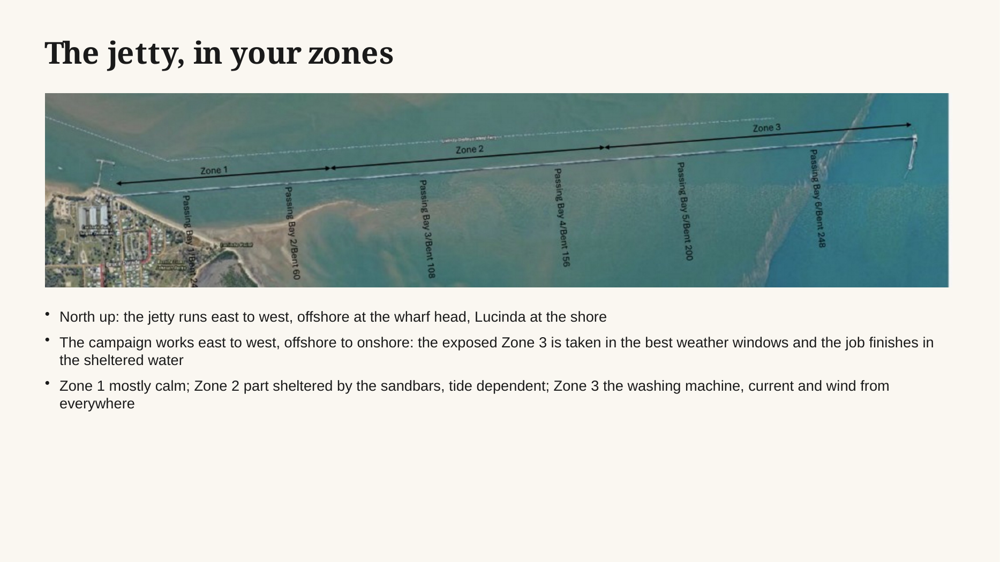 The jetty, in your zones
Zone 1
Zone 2
Zone 3
Passing Bay 1/Bent 24
Passing Bay 2/Bent 60
Passing Bay 3/Bent 108
Passing Bay 4/Bent 156
Passing Bay 5/Bent 200
Passing Bay 6/Bent 248
Lucinda Point
Bruce Parade
• North up: the jetty runs east to west, offshore at the wharf head, Lucinda at the shore
• The campaign works east to west, offshore to onshore: the exposed Zone 3 is taken in the best weather windows and the job finishes in
the sheltered water
• Zone 1 mostly calm; Zone 2 part sheltered by the sandbars, tide dependent; Zone 3 the washing machine, current and wind from
everywhere